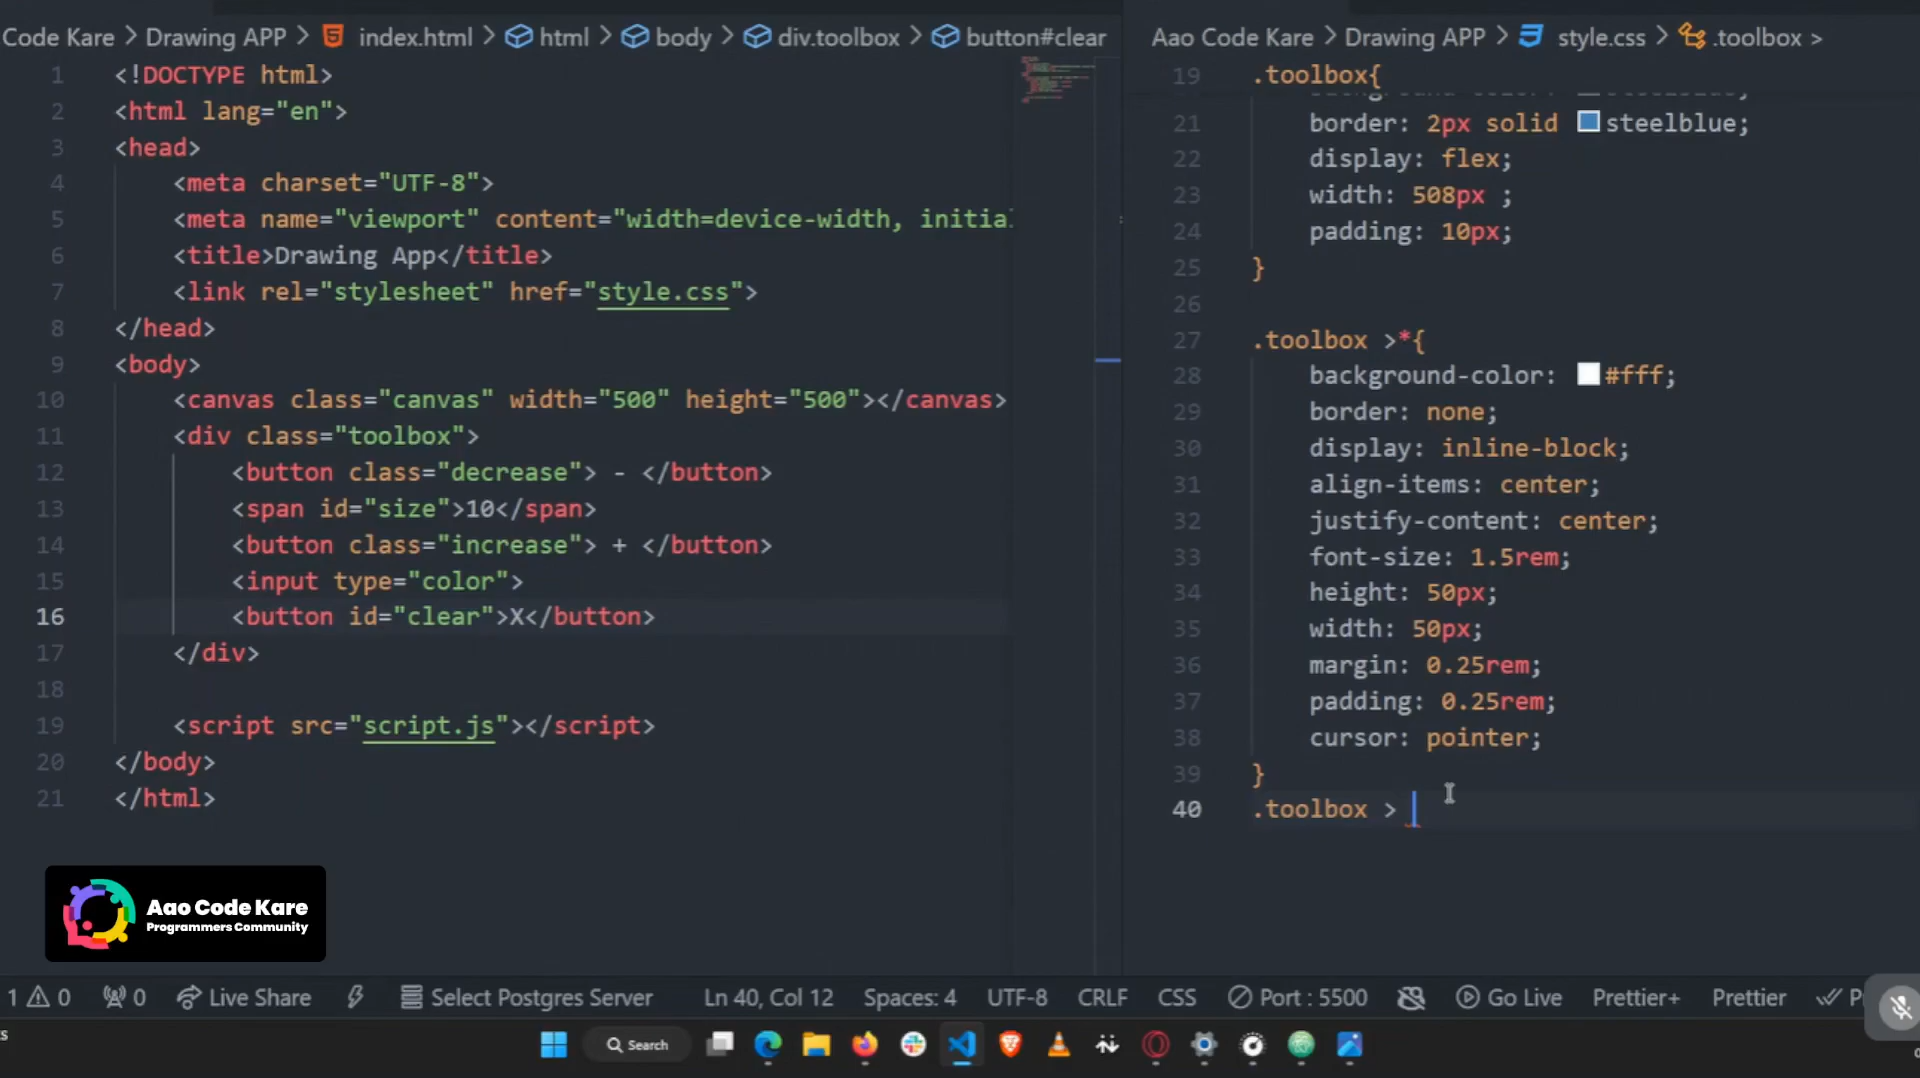 Code Kare > Drawing APP > index.html > html > body > div.toolbox > button#clear
1 <!DOCTYPE html>
2 <html lang="en">
3 <head>
4 <meta charset="UTF-8">
5 <meta name="viewport" content="width=device-width, initial
6 <title>Drawing App</title>
7 <link rel="stylesheet" href="style.css">
8 </head>
9 <body>
10 <canvas class="canvas" width="500" height="500"></canvas>
11 <div class="toolbox">
12 <button class="decrease"> - </button>
13 <span id="size">10</span>
14 <button class="increase"> + </button>
15 <input type="color">
16 <button id="clear">X</button>
17 </div>
18
19 <script src="script.js"></script>
20 </body>
21 </html>
Aao Code Kare > Drawing APP > style.css > .toolbox >
19 .toolbox{
21 border: 2px solid steelblue;
22 display: flex;
23 width: 508px ;
24 padding: 10px;
25 }
26
27 .toolbox >*{
28 background-color: #fff;
29 border: none;
30 display: inline-block;
31 align-items: center;
32 justify-content: center;
33 font-size: 1.5rem;
34 height: 50px;
35 width: 50px;
36 margin: 0.25rem;
37 padding: 0.25rem;
38 cursor: pointer;
39 }
40 .toolbox >
Aao Code Kare
Programmers Community
1 0 0 Live Share Select Postgres Server Ln 40, Col 12 Spaces: 4 UTF-8 CRLF CSS Port : 5500 Go Live Prettier+ Prettier
Search